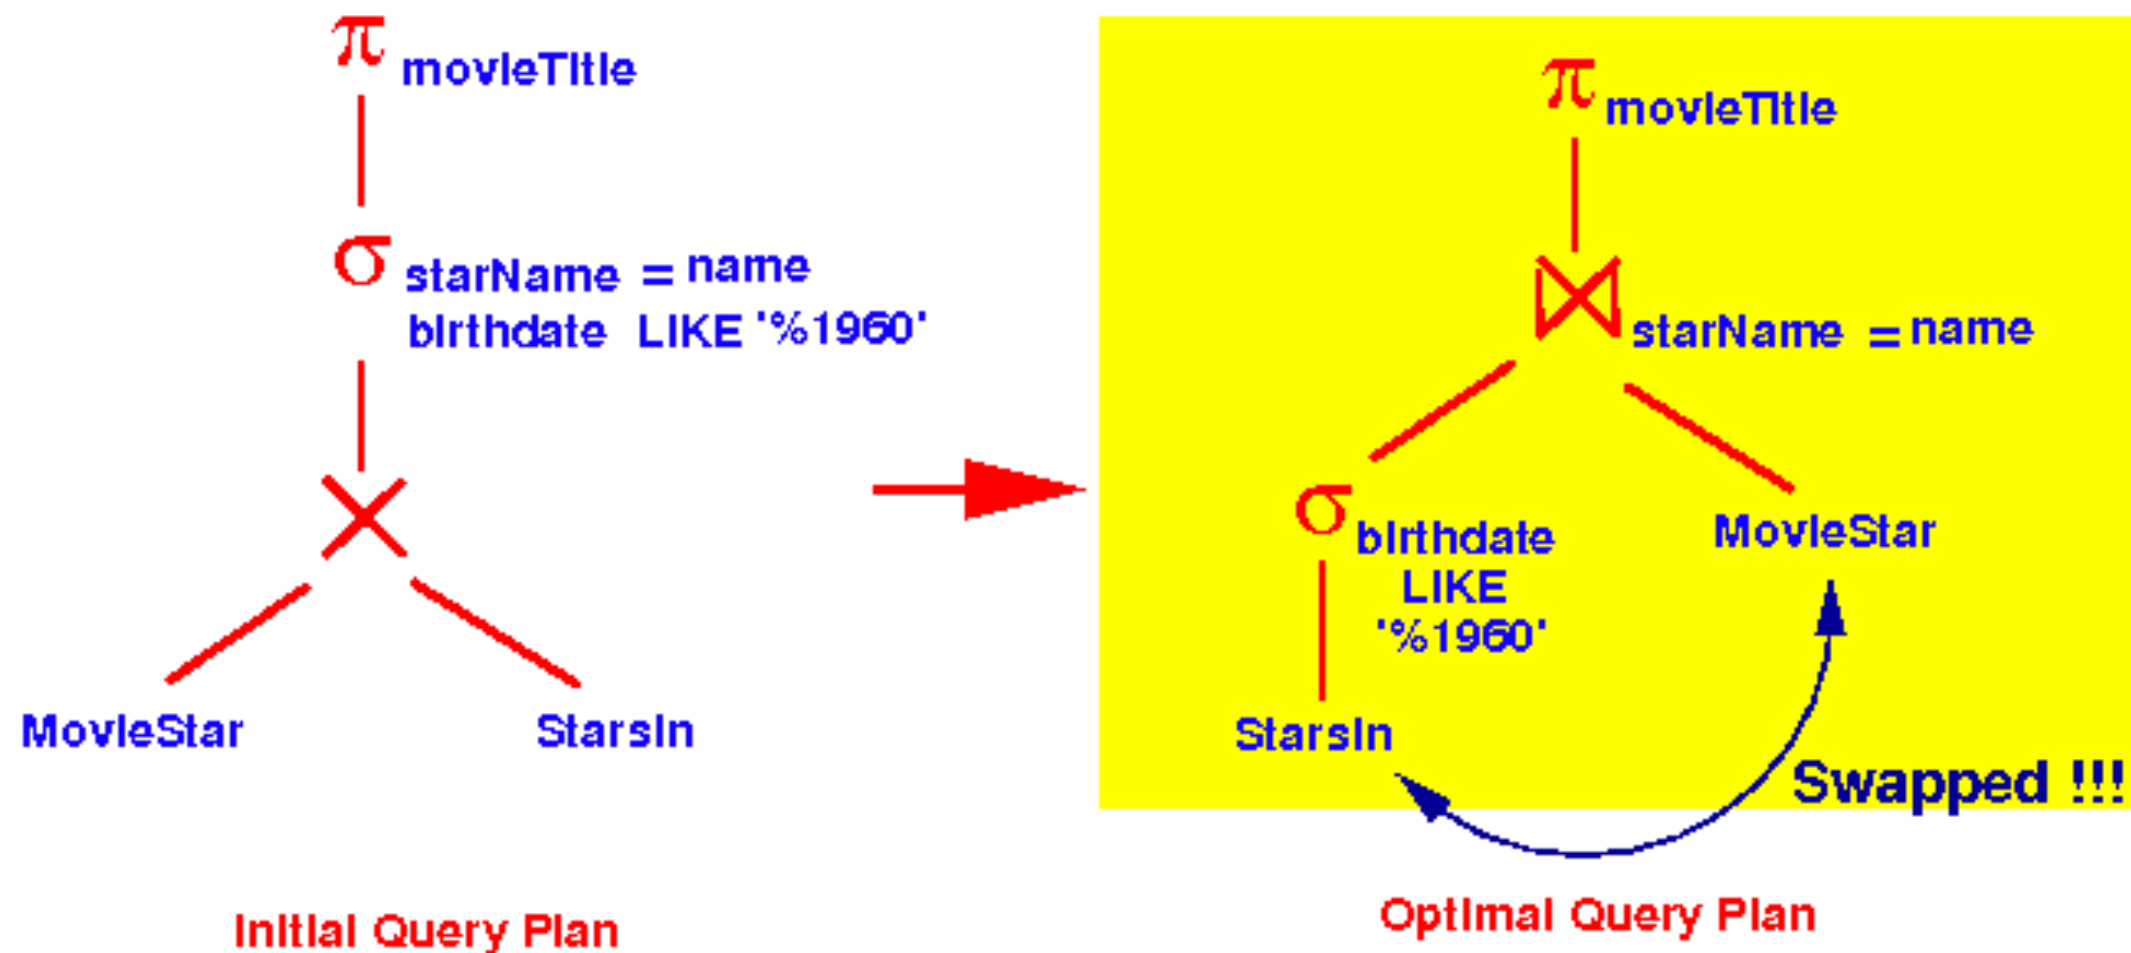 π movieTitle
σ starName = name
birthdate LIKE '%1960'
MovieStar
StarsIn
Initial Query Plan
π movieTitle
starName = name
σ birthdate
LIKE
'%1960'
MovieStar
StarsIn
Swapped !!!
Optimal Query Plan